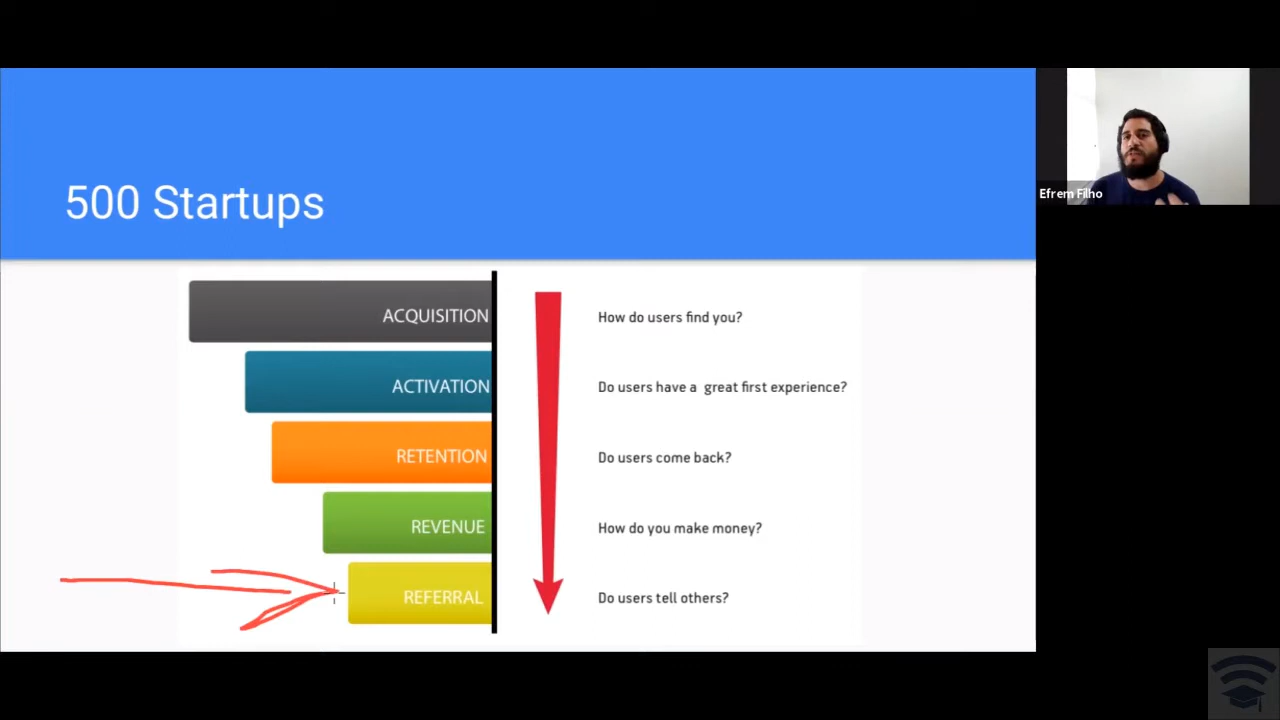 500 Startups
Efrem Filho
ACQUISITION
How do users find you?
ACTIVATION
Do users have a great first experience?
RETENTION
Do users come back?
REVENUE
How do you make money?
REFERRAL
Do users tell others?